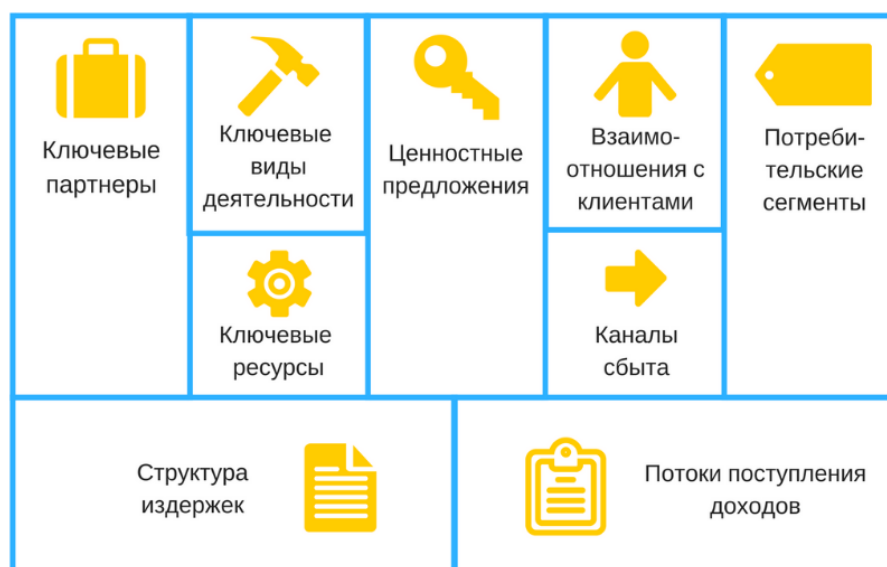 Ключевые
партнеры
Ключевые
виды
деятельности
Ключевые
ресурсы
Ценностные
предложения
Взаимо-
отношения с
клиентами
Каналы
сбыта
Потреби-
тельские
сегменты
Структура
издержек
Потоки поступления
доходов